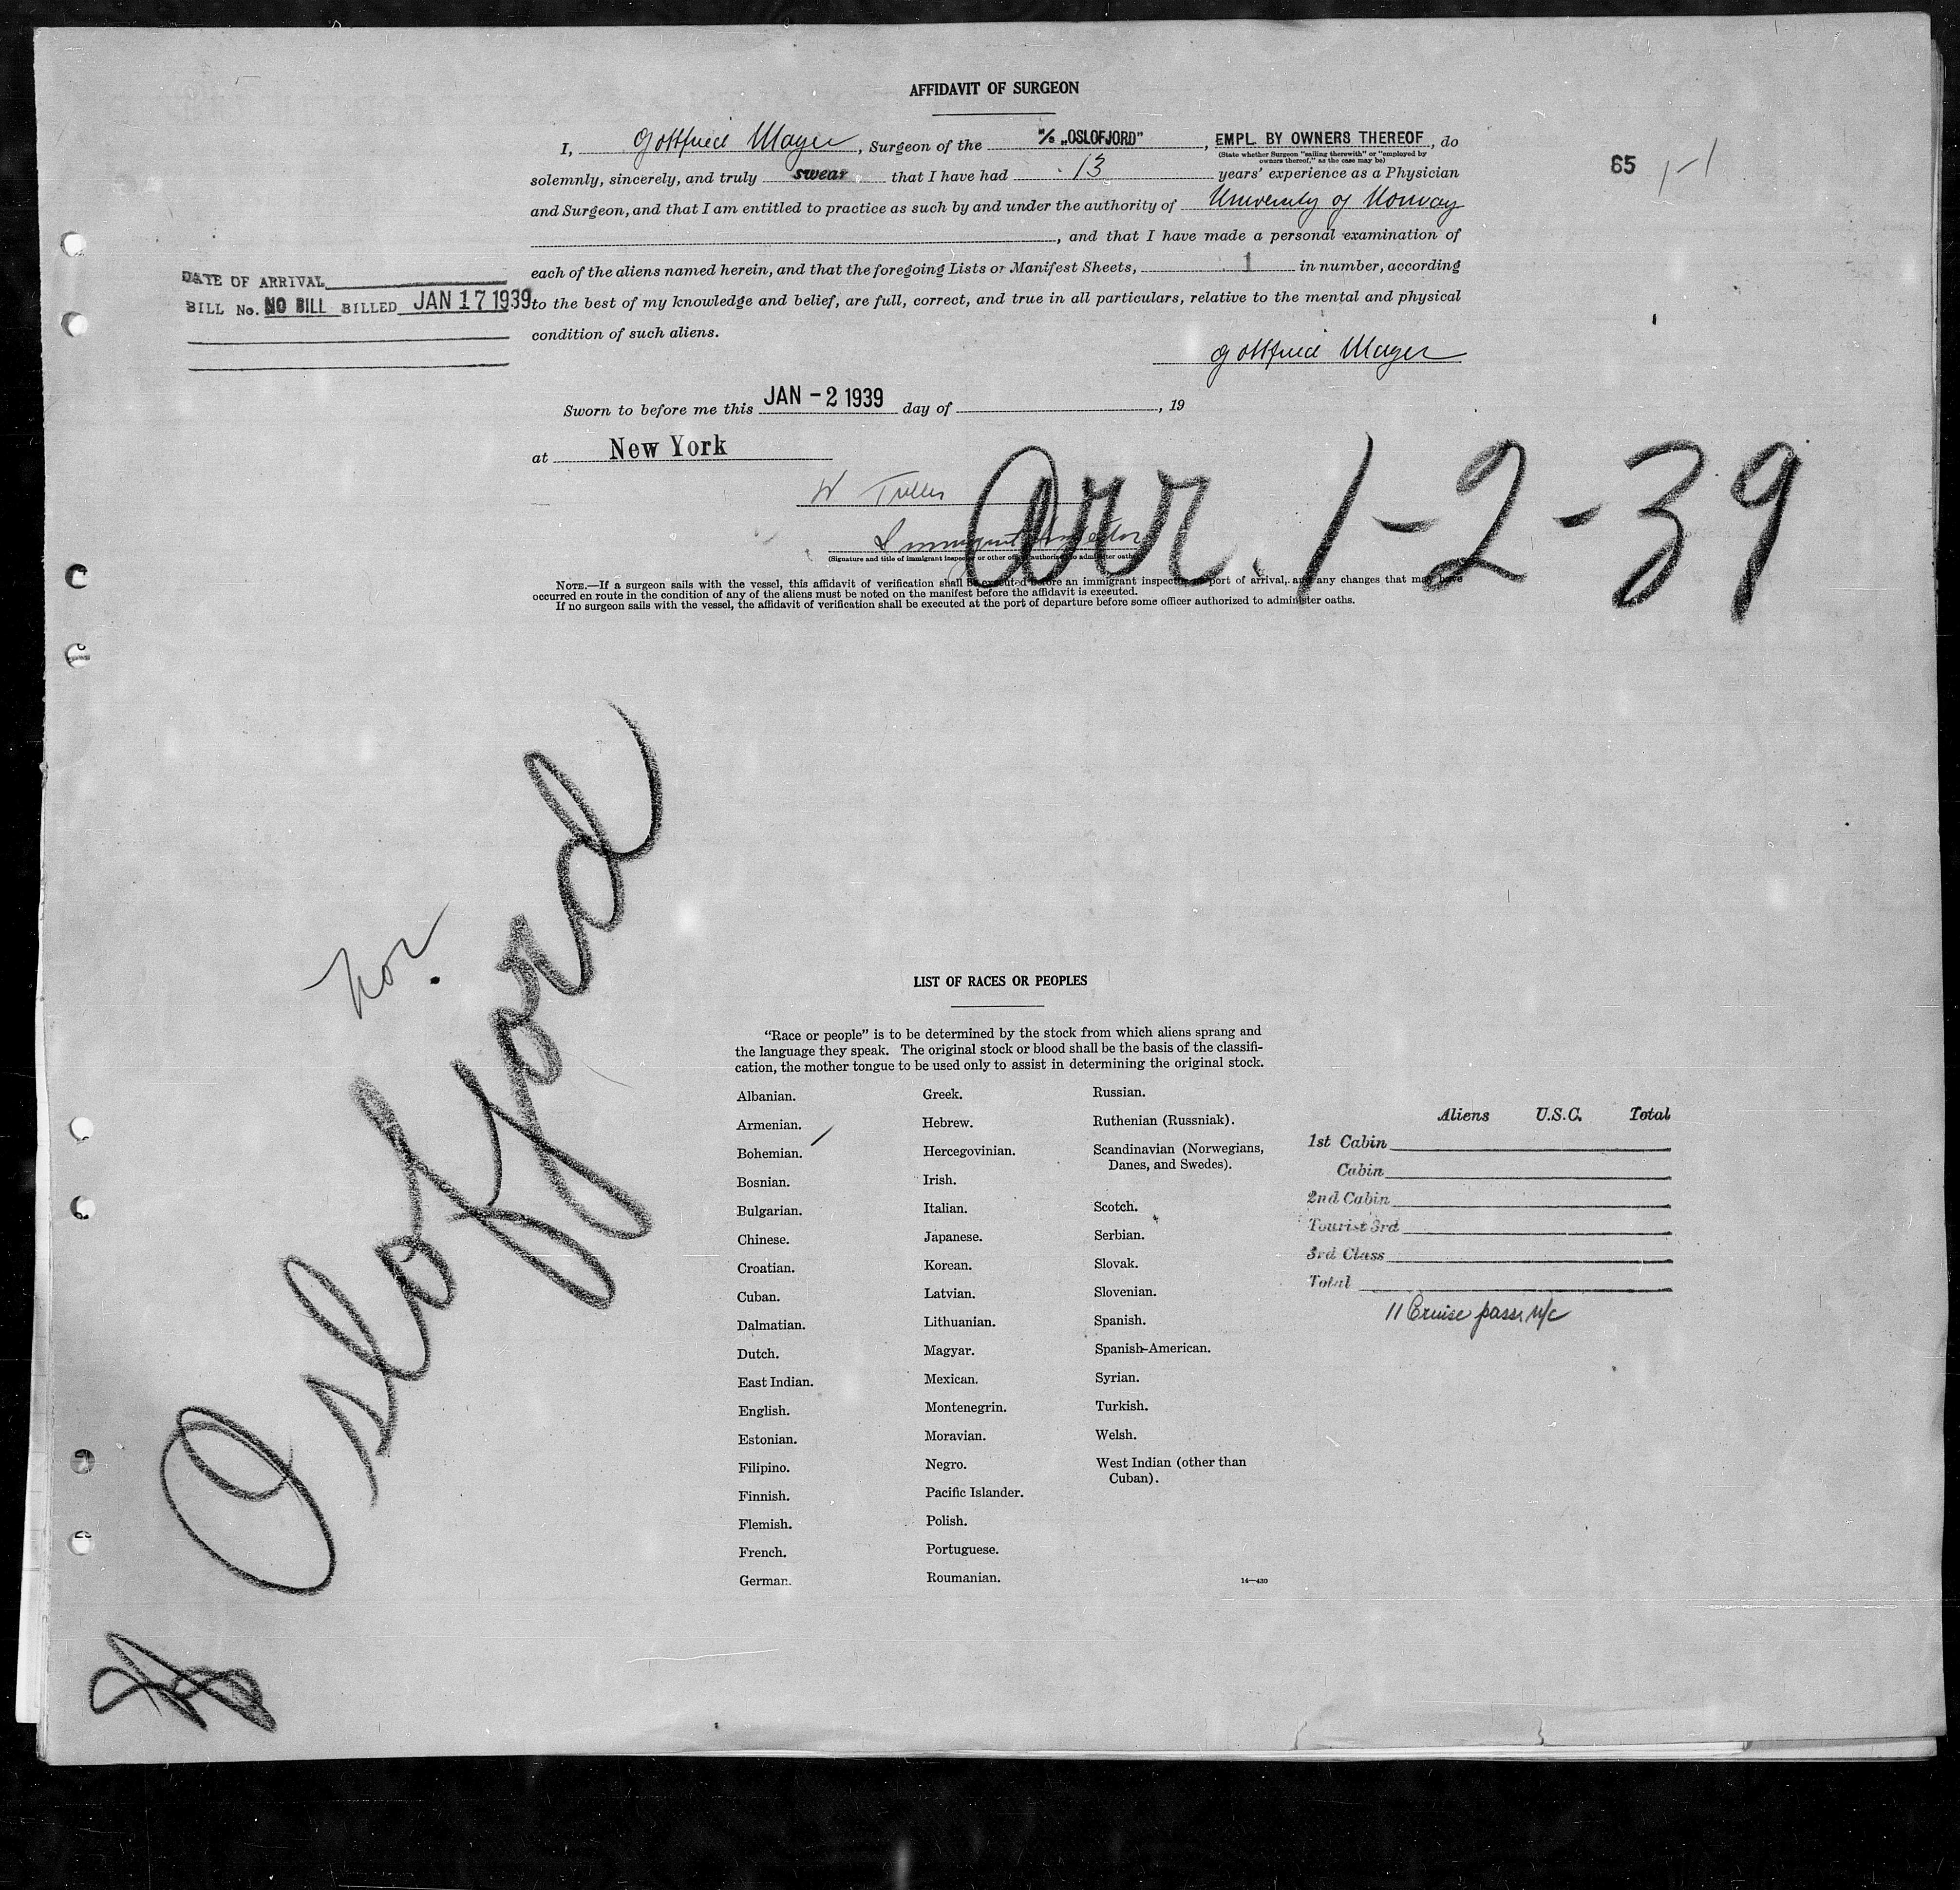 AFFIDAVIT OF SURGEON
I, Gottfried Mayer, Surgeon of the M/S „OSLOFJORD", EMPL. BY OWNERS THEREOF, do
(State whether Surgeon "sailing therewith" or "employed by
owners thereof," as the case may be)
65 1-1
solemnly, sincerely, and truly swear that I have had 13 years' experience as a Physician
and Surgeon, and that I am entitled to practice as such by and under the authority of University of Norway
, and that I have made a personal examination of
each of the aliens named herein, and that the foregoing Lists or Manifest Sheets, 1 in number, according
to the best of my knowledge and belief, are full, correct, and true in all particulars, relative to the mental and physical
condition of such aliens.
DATE OF ARRIVAL
BILL No. NO BILL BILLED JAN 17 1939
Gottfried Mayer
Sworn to before me this JAN -2 1939 day of , 19
at New York
W
Immigrant Inspector
(Signature and title of immigrant inspector or other officer authorized to administer oaths)
Arr. 1-2-39
NOTE.—If a surgeon sails with the vessel, this affidavit of verification shall be executed before an immigrant inspector at port of arrival, and any changes that may have
occurred en route in the condition of any of the aliens must be noted on the manifest before the affidavit is executed.
If no surgeon sails with the vessel, the affidavit of verification shall be executed at the port of departure before some officer authorized to administer oaths.
Nor.
Oslofjord
LIST OF RACES OR PEOPLES
"Race or people" is to be determined by the stock from which aliens sprang and
the language they speak. The original stock or blood shall be the basis of the classifi-
cation, the mother tongue to be used only to assist in determining the original stock.
Albanian.
Armenian.
Bohemian.
Bosnian.
Bulgarian.
Chinese.
Croatian.
Cuban.
Dalmatian.
Dutch.
East Indian.
English.
Estonian.
Filipino.
Finnish.
Flemish.
French.
German.
Greek.
Hebrew.
Hercegovinian.
Irish.
Italian.
Japanese.
Korean.
Latvian.
Lithuanian.
Magyar.
Mexican.
Montenegrin.
Moravian.
Negro.
Pacific Islander.
Polish.
Portuguese.
Roumanian.
Russian.
Ruthenian (Russniak).
Scandinavian (Norwegians,
Danes, and Swedes).
Scotch.
Serbian.
Slovak.
Slovenian.
Spanish.
Spanish-American.
Syrian.
Turkish.
Welsh.
West Indian (other than
Cuban).
14—430
Aliens U.S.C. Total
1st Cabin
Cabin
2nd Cabin
Tourist 3rd
3rd Class
Total
11 Cruise pass. N/C